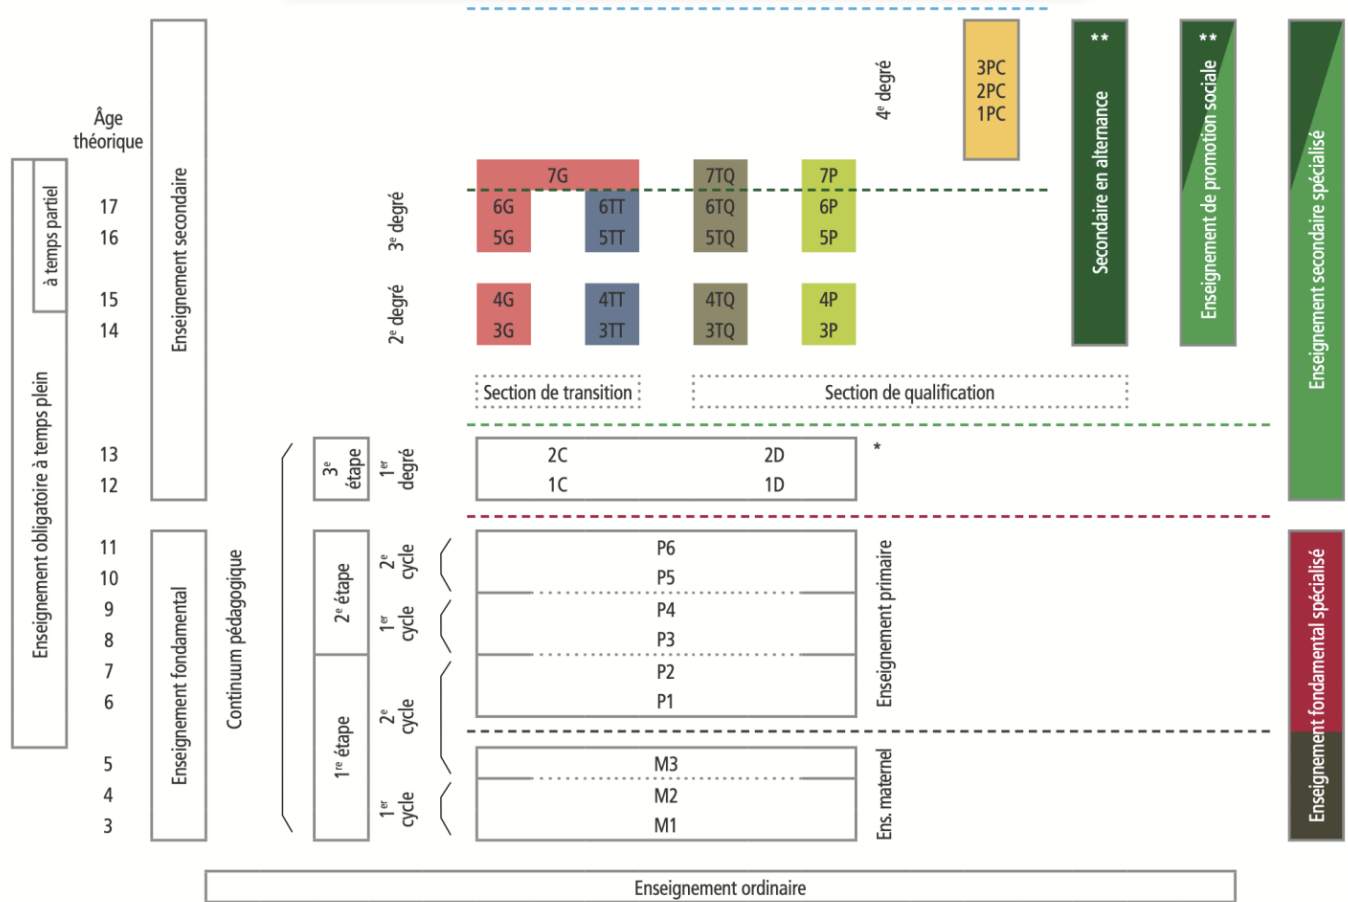 Âge
théorique
17
16
15
14
13
12
11
10
9
8
7
6
5
4
3
Enseignement obligatoire à temps plein
à temps partiel
Enseignement secondaire
Enseignement fondamental
Continuum pédagogique
3e
étape
2e étape
1re étape
4e degré
3e degré
2e degré
1er
degré
2e
cycle
1er
cycle
2e
cycle
1er
cycle
3PC
2PC
1PC
7G 7TQ 7P
6G 6TT 6TQ 6P
5G 5TT 5TQ 5P
4G 4TT 4TQ 4P
3G 3TT 3TQ 3P
Section de transition Section de qualification
2C 2D *
1C 1D
P6
P5
P4
P3
P2
P1
M3
M2
M1
Enseignement primaire
Ens. maternel
Secondaire en alternance **
Enseignement de promotion sociale **
Enseignement secondaire spécialisé
Enseignement fondamental spécialisé
Enseignement ordinaire